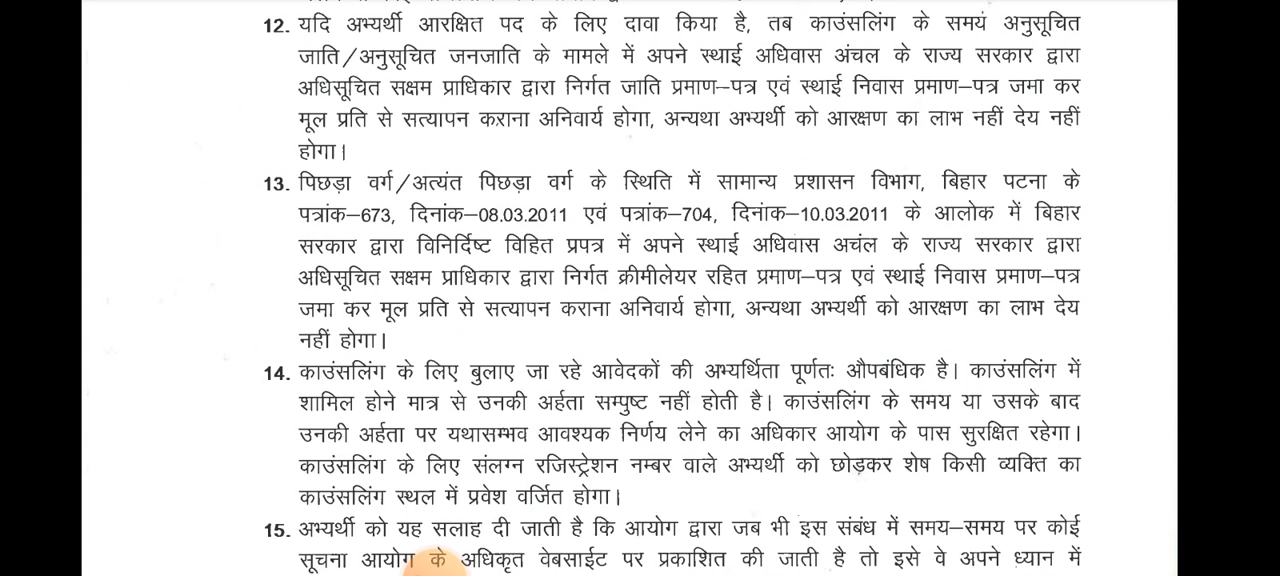 12. यदि अभ्यर्थी आरक्षित पद के लिए दावा किया है, तब काउंसलिंग के समय अनुसूचित
जाति/अनुसूचित जनजाति के मामले में अपने स्थाई अधिवास अंचल के राज्य सरकार द्वारा
अधिसूचित सक्षम प्राधिकार द्वारा निर्गत जाति प्रमाण–पत्र एवं स्थाई निवास प्रमाण–पत्र जमा कर
मूल प्रति से सत्यापन कराना अनिवार्य होगा, अन्यथा अभ्यर्थी को आरक्षण का लाभ नहीं देय नहीं
होगा।
13. पिछड़ा वर्ग/अत्यंत पिछड़ा वर्ग के स्थिति में सामान्य प्रशासन विभाग, बिहार पटना के
पत्रांक–673, दिनांक–08.03.2011 एवं पत्रांक–704, दिनांक–10.03.2011 के आलोक में बिहार
सरकार द्वारा विनिर्दिष्ट विहित प्रपत्र में अपने स्थाई अधिवास अचंल के राज्य सरकार द्वारा
अधिसूचित सक्षम प्राधिकार द्वारा निर्गत क्रीमीलेयर रहित प्रमाण–पत्र एवं स्थाई निवास प्रमाण–पत्र
जमा कर मूल प्रति से सत्यापन कराना अनिवार्य होगा, अन्यथा अभ्यर्थी को आरक्षण का लाभ देय
नहीं होगा।
14. काउंसलिंग के लिए बुलाए जा रहे आवेदकों की अभ्यर्थिता पूर्णतः औपबंधिक है। काउंसलिंग में
शामिल होने मात्र से उनकी अर्हता सम्पुष्ट नहीं होती है। काउंसलिंग के समय या उसके बाद
उनकी अर्हता पर यथासम्भव आवश्यक निर्णय लेने का अधिकार आयोग के पास सुरक्षित रहेगा।
काउंसलिंग के लिए संलग्न रजिस्ट्रेशन नम्बर वाले अभ्यर्थी को छोड़कर शेष किसी व्यक्ति का
काउंसलिंग स्थल में प्रवेश वर्जित होगा।
15. अभ्यर्थी को यह सलाह दी जाती है कि आयोग द्वारा जब भी इस संबंध में समय–समय पर कोई
सूचना आयोग के अधिकृत वेबसाईट पर प्रकाशित की जाती है तो इसे वे अपने ध्यान में